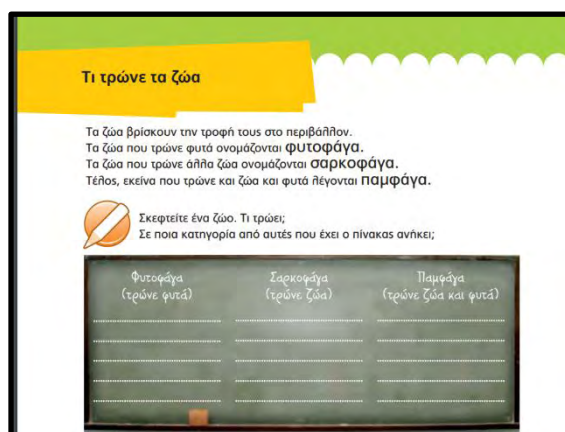 Τι τρώνε τα ζώα
Τα ζώα βρίσκουν την τροφή τους στο περιβάλλον.
Τα ζώα που τρώνε φυτά ονομάζονται φυτοφάγα.
Τα ζώα που τρώνε άλλα ζώα ονομάζονται σαρκοφάγα.
Τέλος, εκείνα που τρώνε και ζώα και φυτά λέγονται παμφάγα.
Σκεφτείτε ένα ζώο. Τι τρώει;
Σε ποια κατηγορία από αυτές που έχει ο πίνακας ανήκει;
Φυτοφάγα Σαρκοφάγα Παμφάγα
(τρώνε φυτά) (τρώνε ζώα) (τρώνε ζώα και φυτά)